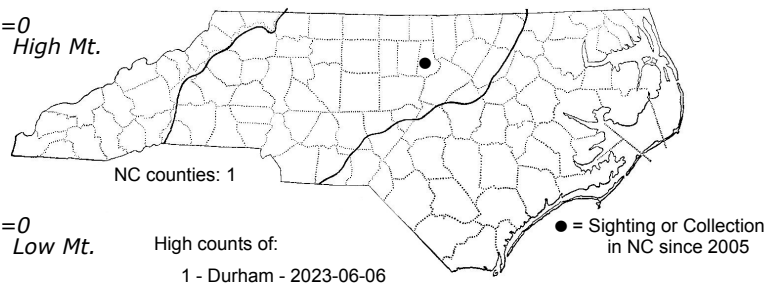 =0
High Mt.
NC counties: 1
=0
Low Mt.
High counts of:
1 - Durham - 2023-06-06
● = Sighting or Collection
in NC since 2005